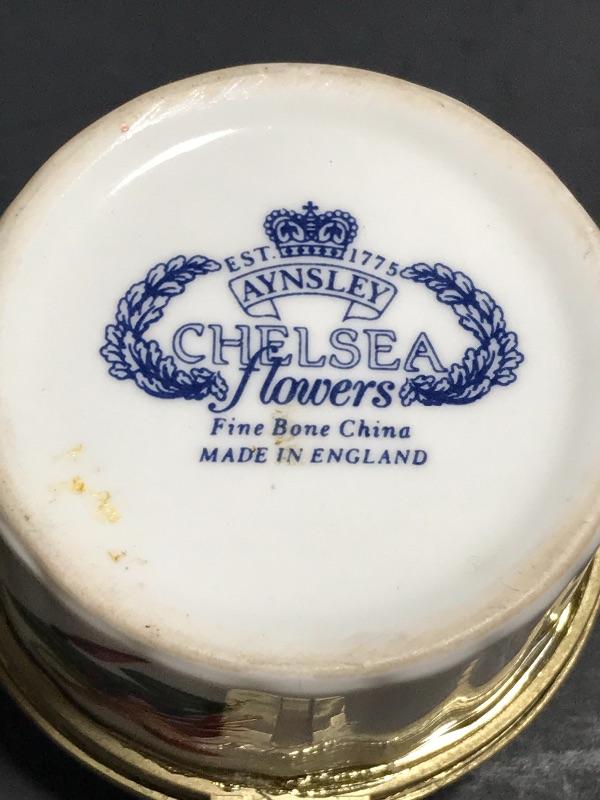 EST. 1775
AYNSLEY
CHELSEA
flowers
Fine Bone China
MADE IN ENGLAND